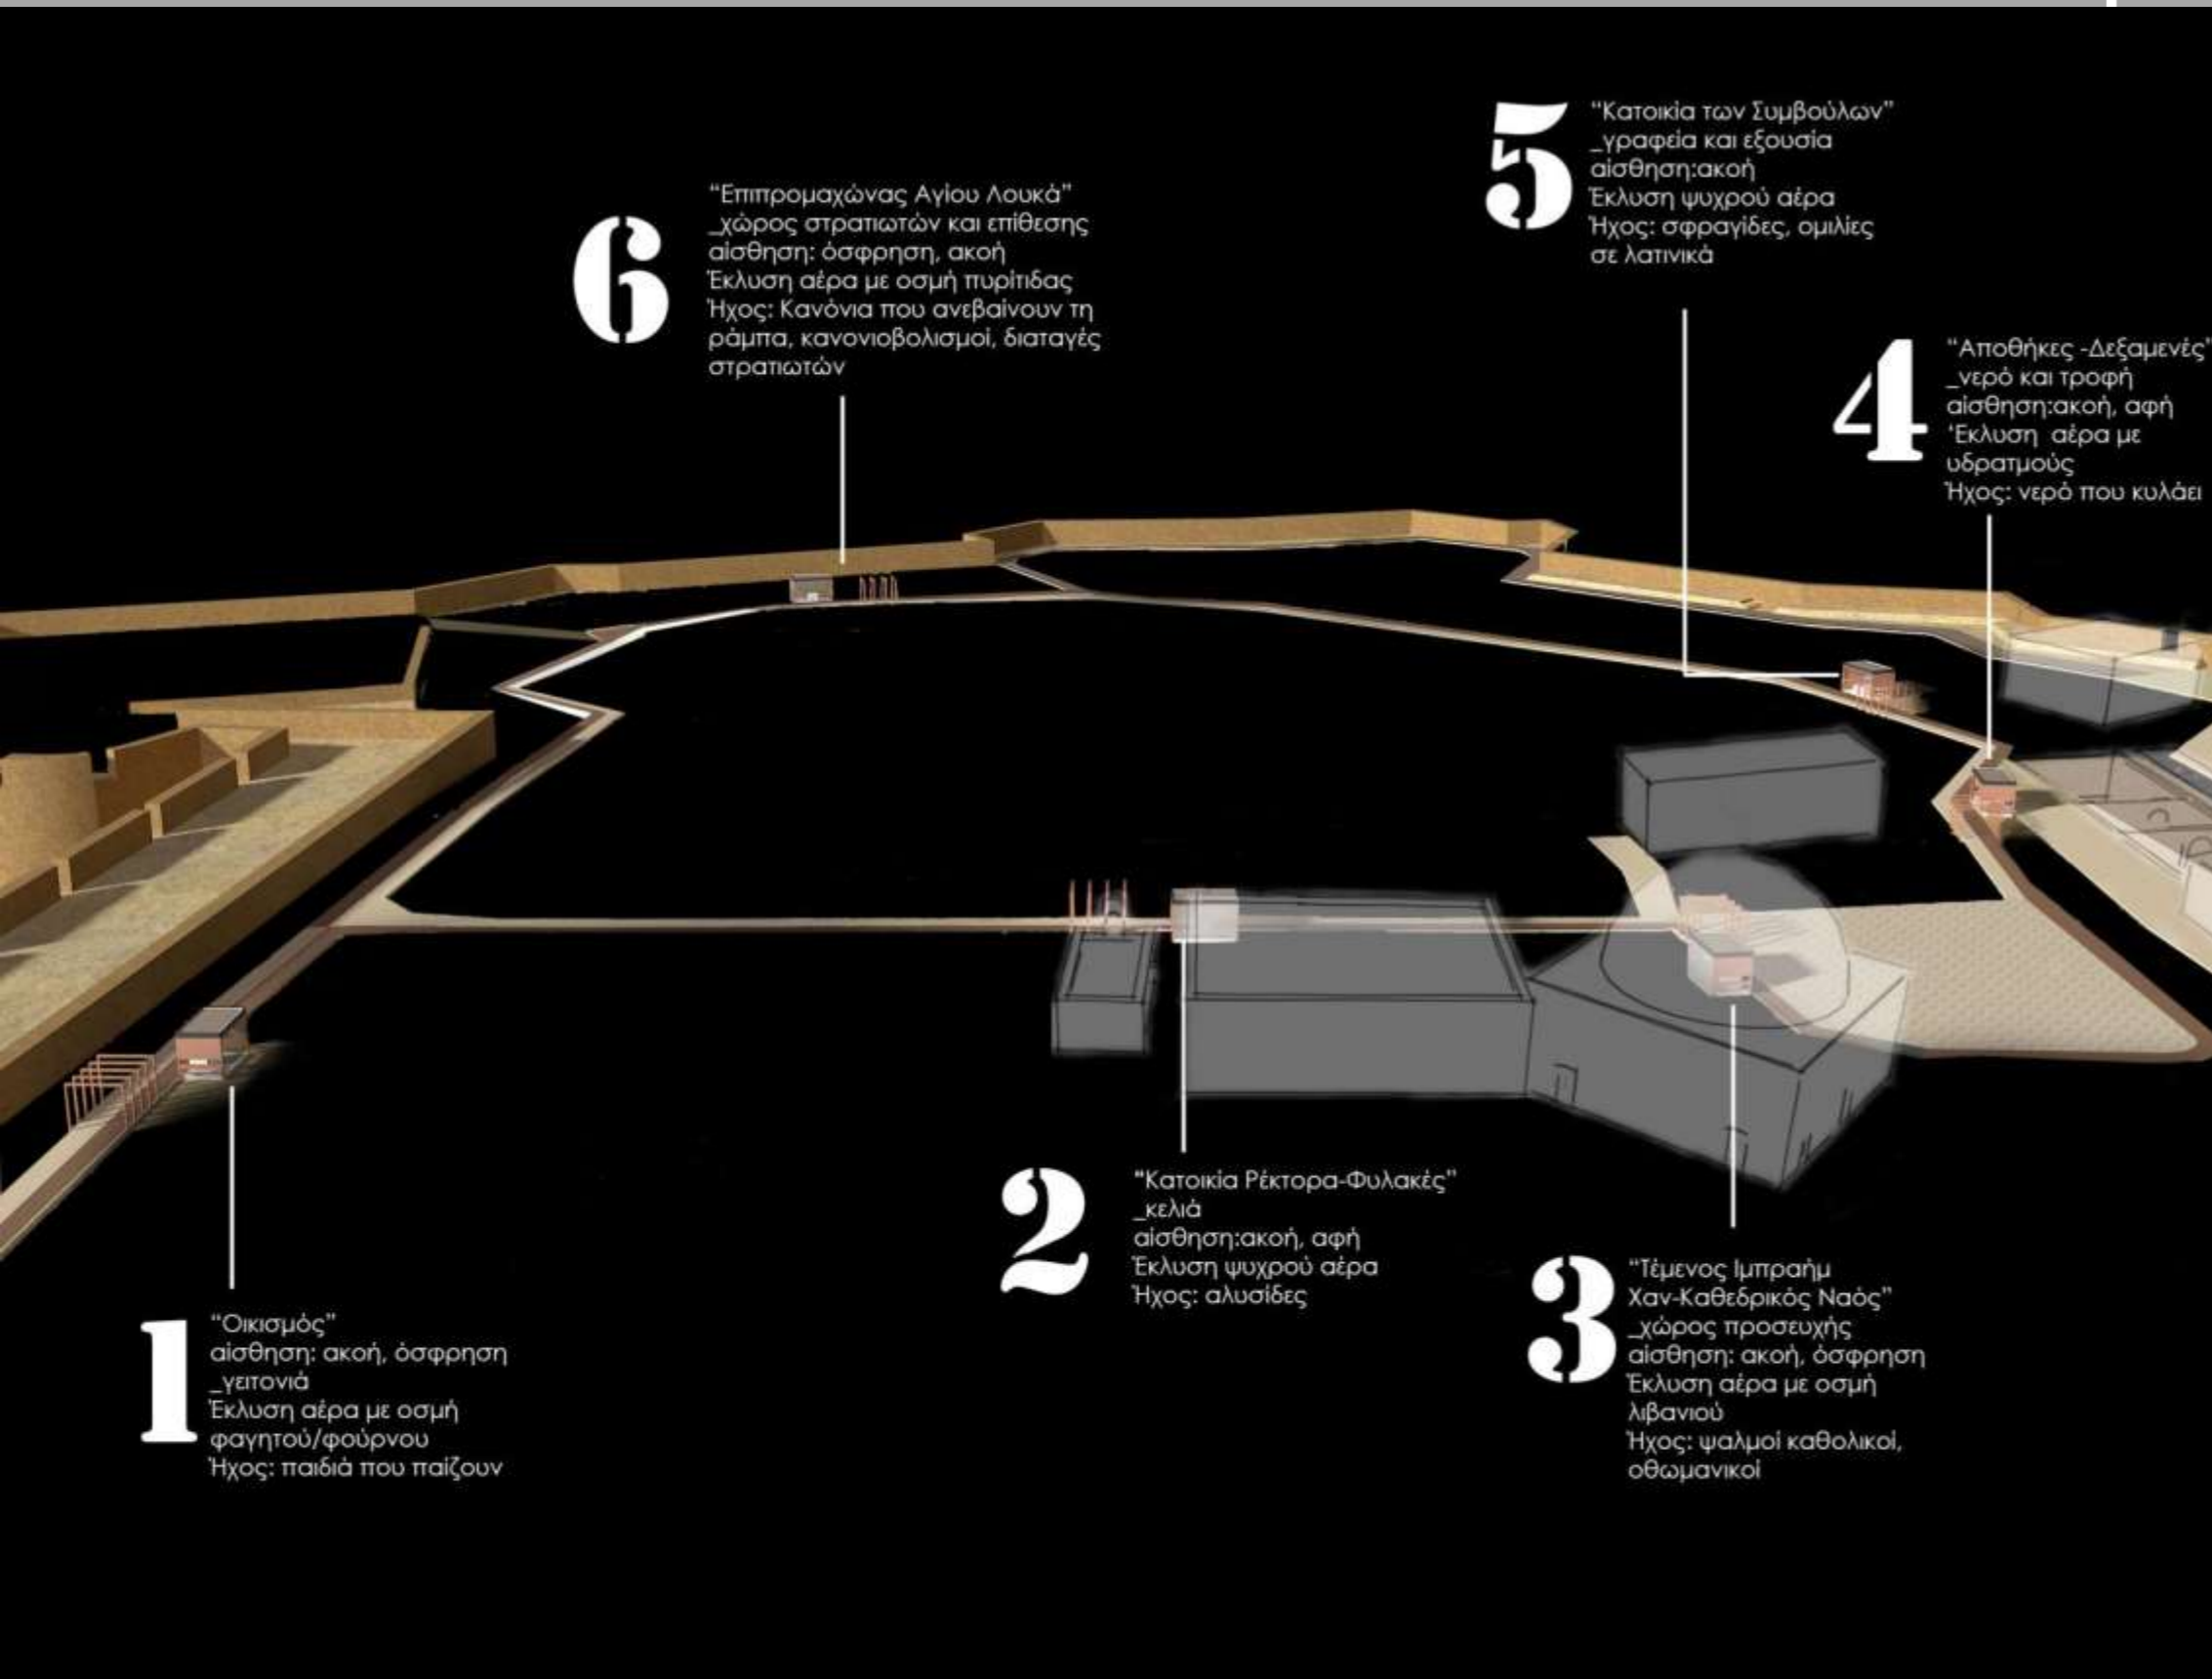 5
“Κατοικία των Συμβούλων”
_γραφεία και εξουσία
αίσθηση:ακοή
Έκλυση ψυχρού αέρα
Ήχος: σφραγίδες, ομιλίες
σε λατινικά
6
“Επιπρομαχώνας Αγίου Λουκά”
_χώρος στρατιωτών και επίθεσης
αίσθηση: όσφρηση, ακοή
Έκλυση αέρα με οσμή πυρίτιδας
Ήχος: Κανόνια που ανεβαίνουν τη
ράμπα, κανονιοβολισμοί, διαταγές
στρατιωτών
4
“Αποθήκες -Δεξαμενές”
_νερό και τροφή
αίσθηση:ακοή, αφή
‘Εκλυση αέρα με
υδρατμούς
Ήχος: νερό που κυλάει
2
“Κατοικία Ρέκτορα-Φυλακές”
_κελιά
αίσθηση:ακοή, αφή
Έκλυση ψυχρού αέρα
Ήχος: αλυσίδες
3
“Τέμενος Ιμπραήμ
Χαν-Καθεδρικός Ναός”
_χώρος προσευχής
αίσθηση: ακοή, όσφρηση
Έκλυση αέρα με οσμή
λιβανιού
Ήχος: ψαλμοί καθολικοί,
οθωμανικοί
1
“Οικισμός”
αίσθηση: ακοή, όσφρηση
_γειτονιά
Έκλυση αέρα με οσμή
φαγητού/φούρνου
Ήχος: παιδιά που παίζουν